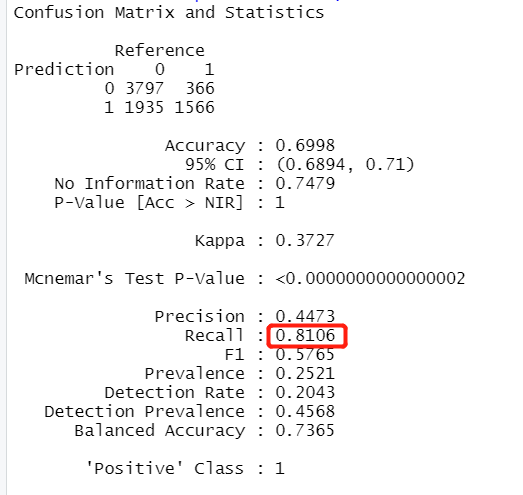 Confusion Matrix and Statistics
Reference
Prediction 0 1
0 3797 366
1 1935 1566
Accuracy : 0.6998
95% CI : (0.6894, 0.71)
No Information Rate : 0.7479
P-Value [Acc > NIR] : 1
Kappa : 0.3727
Mcnemar's Test P-Value : <0.0000000000000002
Precision : 0.4473
Recall : 0.8106
F1 : 0.5765
Prevalence : 0.2521
Detection Rate : 0.2043
Detection Prevalence : 0.4568
Balanced Accuracy : 0.7365
'Positive' Class : 1